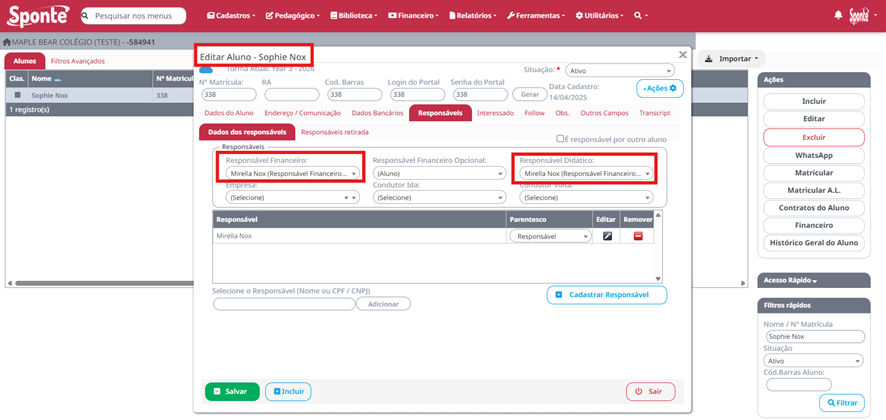 Sponte
Pesquisar nos menus
Cadastros
Pedagógico
Biblioteca
Financeiro
Relatórios
Ferramentas
Utilitários
Sponte
MAPLE BEAR COLÉGIO (TESTE) - -584941
Alunos
Filtros Avançados
Clas.
Nome
Nº Matrícula
Sophie Nox
338
1 registro(s)
Editar Aluno - Sophie Nox
Turma Atual: Year 3 - 2026
Situação: *
Ativo
Nº Matrícula:
RA
Cod. Barras
Login do Portal
Senha do Portal
338
338
338
338
Gerar
Data Cadastro:
14/04/2025
Ações
Dados do Aluno
Endereço / Comunicação
Dados Bancários
Responsáveis
Interessado
Follow
Obs.
Outros Campos
Transcript
Dados dos responsáveis
Responsáveis retirada
É responsável por outro aluno
Responsáveis
Responsável Financeiro:
Responsável Financeiro Opcional:
Responsável Didático:
Mirella Nox (Responsável Financeiro...
(Aluno)
Mirella Nox (Responsável Financeiro...
Empresa:
Condutor Ida:
Condutor Volta:
(Selecione)
(Selecione)
(Selecione)
Responsável
Parentesco
Editar
Remover
Mirella Nox
Responsável
Selecione o Responsável (Nome ou CPF / CNPJ)
Adicionar
Cadastrar Responsável
Salvar
Incluir
Sair
Importar
Ações
Incluir
Editar
Excluir
WhatsApp
Matricular
Matricular A.L.
Contratos do Aluno
Financeiro
Histórico Geral do Aluno
Acesso Rápido
Filtros rápidos
Nome / Nº Matrícula
Sophie Nox
Situação
Ativo
Cód.Barras Aluno:
Filtrar